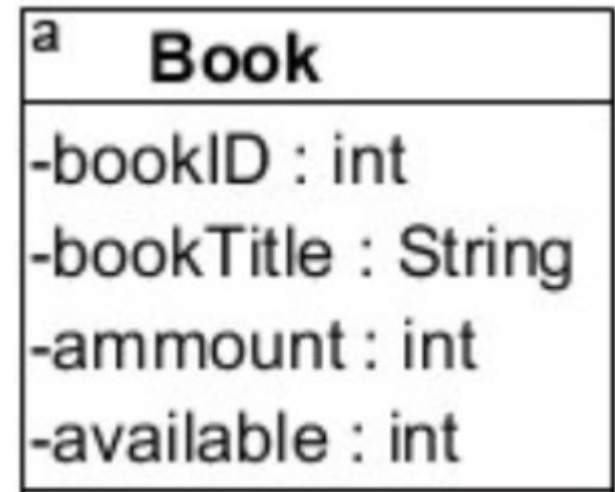 a
Book
-bookID : int
-bookTitle : String
-ammount : int
-available : int